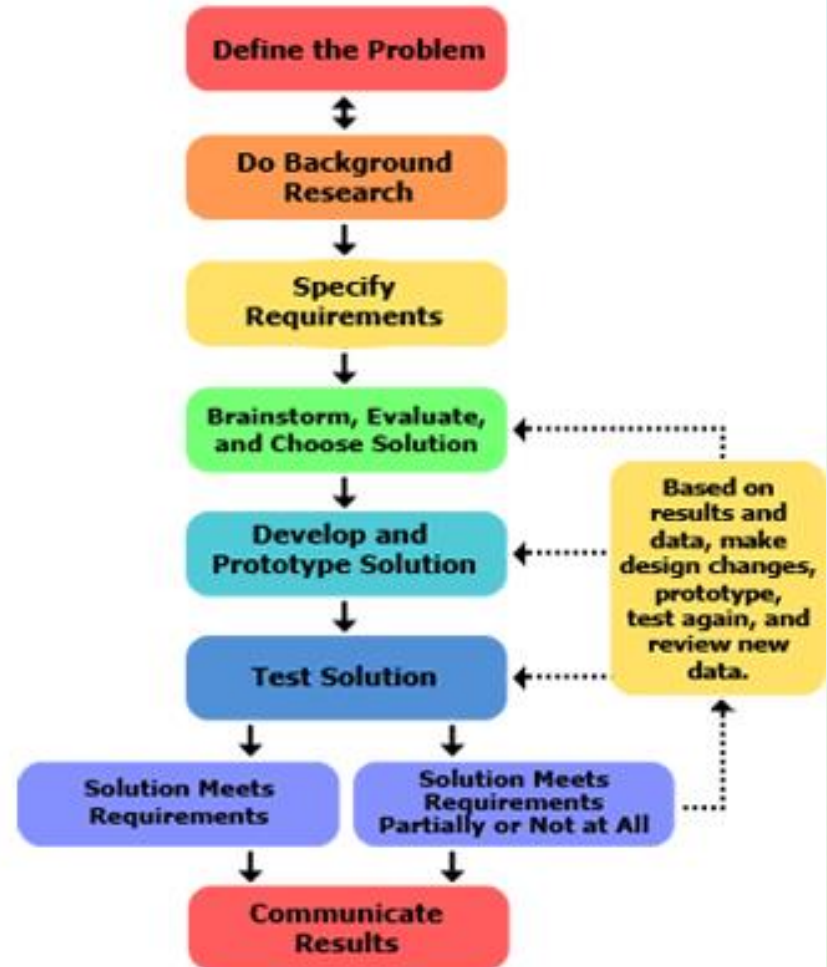 Define the Problem
Do Background
Research
Specify
Requirements
Brainstorm, Evaluate,
and Choose Solution
Develop and
Prototype Solution
Test Solution
Based on
results and
data, make
design changes,
prototype,
test again, and
review new
data.
Solution Meets
Requirements
Solution Meets
Requirements
Partially or Not at All
Communicate
Results